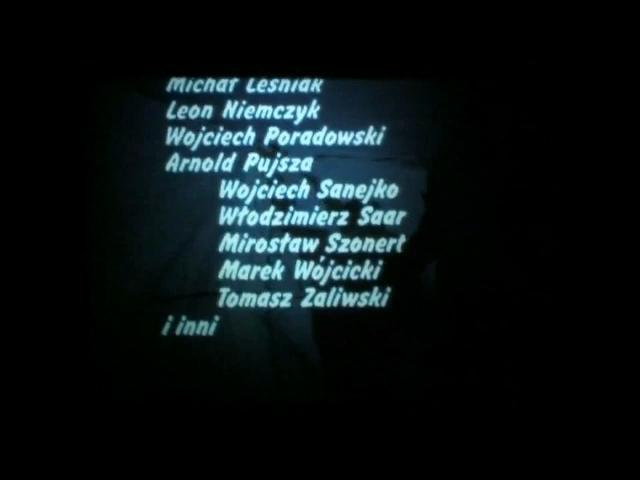 Michał Leśniak
Leon Niemczyk
Wojciech Poradowski
Arnold Pujsza
Wojciech Sanejko
Włodzimierz Saar
Mirosław Szonert
Marek Wójcicki
Tomasz Zaliwski
i inni